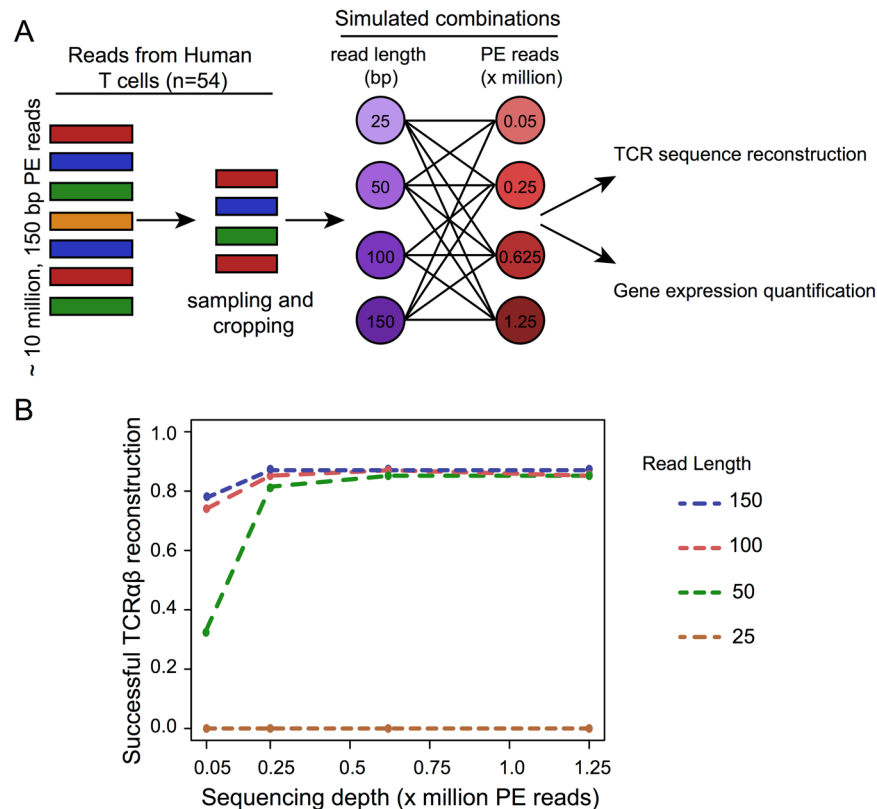 A
Simulated combinations
Reads from Human
T cells (n=54)
read length
(bp)
PE reads
(x million)
~ 10 million, 150 bp PE reads
sampling and
cropping
25
50
100
150
0.05
0.25
0.625
1.25
TCR sequence reconstruction
Gene expression quantification
B
Successful TCRαβ reconstruction
1.0
0.8
0.6
0.4
0.2
0.0
0.05
0.25
0.5
0.75
1.0
1.25
Sequencing depth (x million PE reads)
Read Length
150
100
50
25